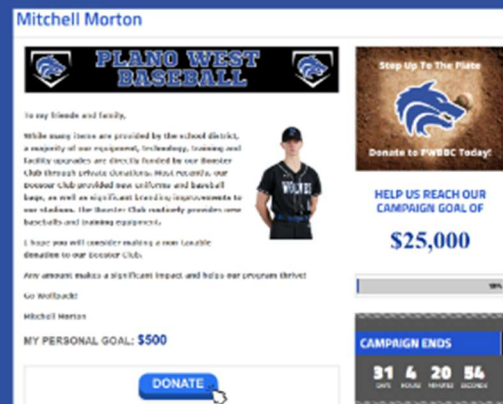 Mitchell Morton
PLANO WEST
BASEBALL
To my friends and family,
While many items are provided by the school district,
a majority of our equipment, technology, training and
facility upgrades are directly funded by our Booster
Club through private donations. Most recently, our
Booster Club provided new uniforms and baseball
bags, as well as significant branding improvements to
our stadium. The Booster Club routinely provides new
baseballs and training equipment.
I hope you will consider making a non taxable
donation to our Booster Club.
Any amount makes a significant impact and helps our program thrive!
Go Wolfpack!
Mitchell Morton
MY PERSONAL GOAL: $500
DONATE
WOLVES
Step Up To The Plate
Donate to PWBBC Today!
HELP US REACH OUR
CAMPAIGN GOAL OF
$25,000
CAMPAIGN ENDS
31 4 20 54
DAYS HOURS MINUTES SECONDS